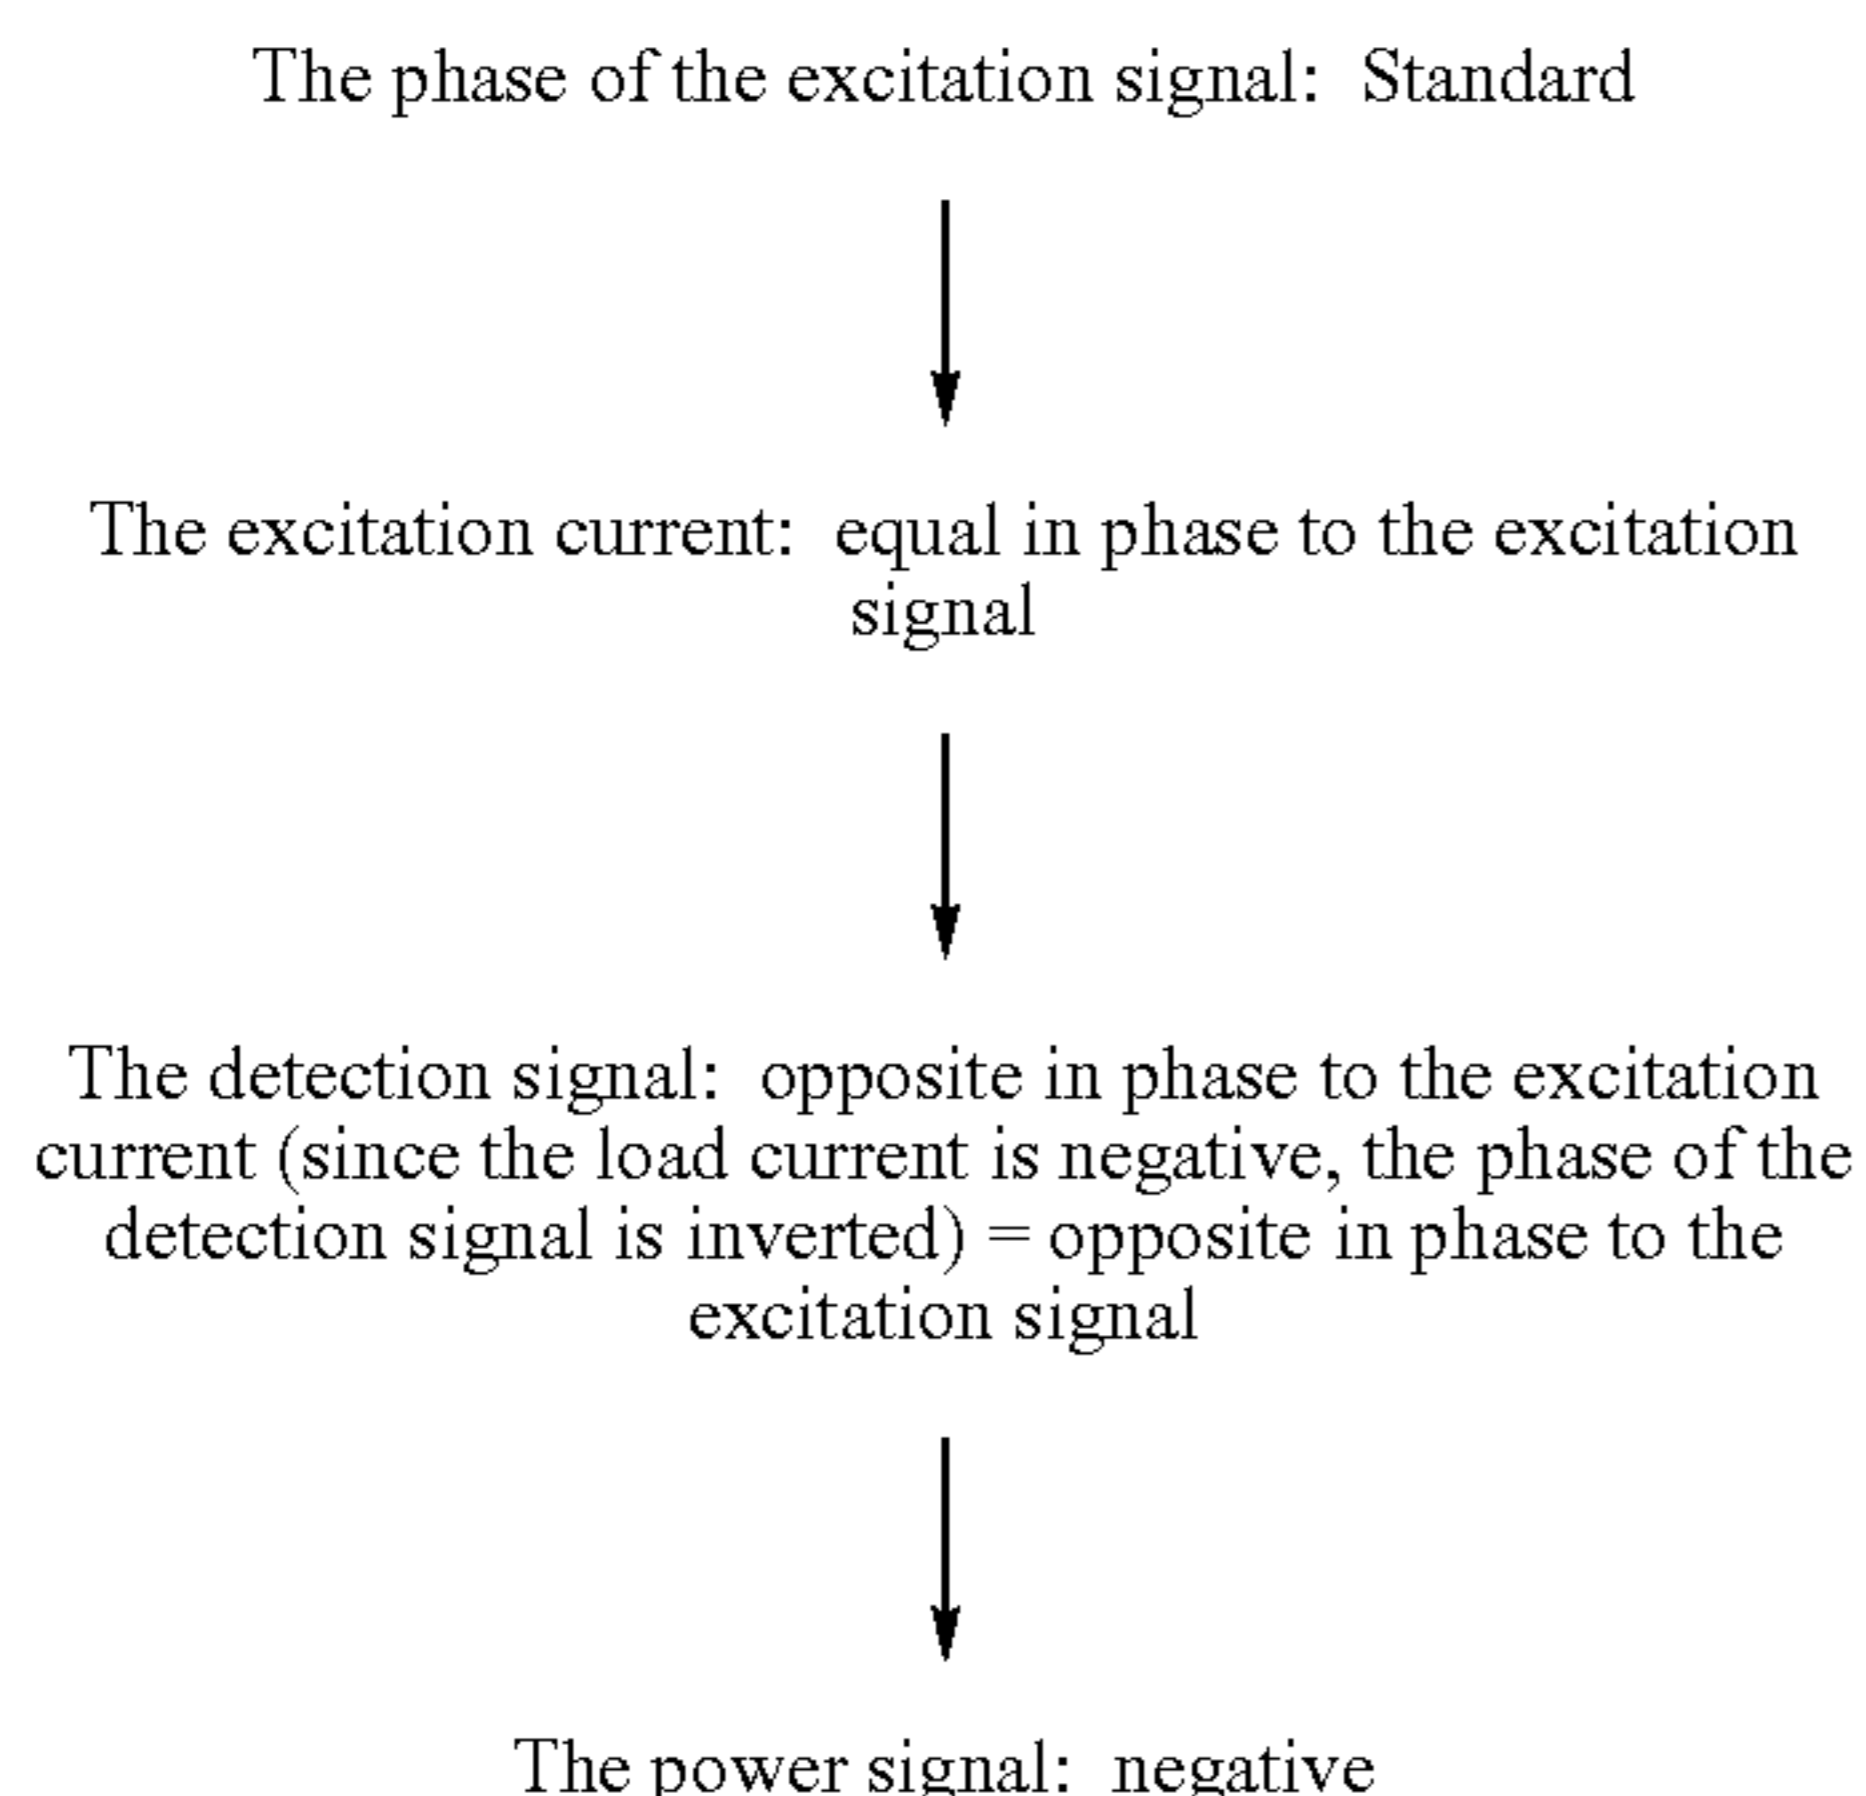 The phase of the excitation signal: Standard
The excitation current: equal in phase to the excitation
signal
The detection signal: opposite in phase to the excitation
current (since the load current is negative, the phase of the
detection signal is inverted) = opposite in phase to the
excitation signal
The power signal: negative